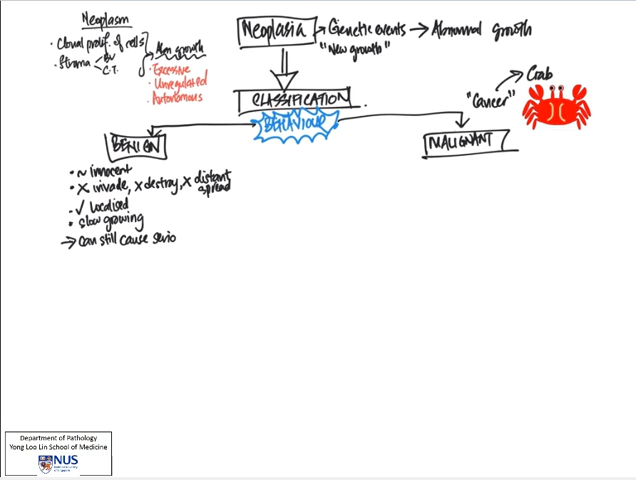 Neoplasm
• Clonal prolif. of cells
• Stroma < BV
C.T.
Abn growth
• Excessive
• Unregulated
• Autonomous
Neoplasia → Genetic events → Abnormal growth
"New growth"
CLASSIFICATION
BEHAVIOUR
"Cancer" → Crab
BENIGN
• ~ innocent
• X invade, X destroy, X distant
spread
- ✓ localised
• slow growing
→ Can still cause serio
MALIGNANT
Department of Pathology
Yong Loo Lin School of Medicine
NUS